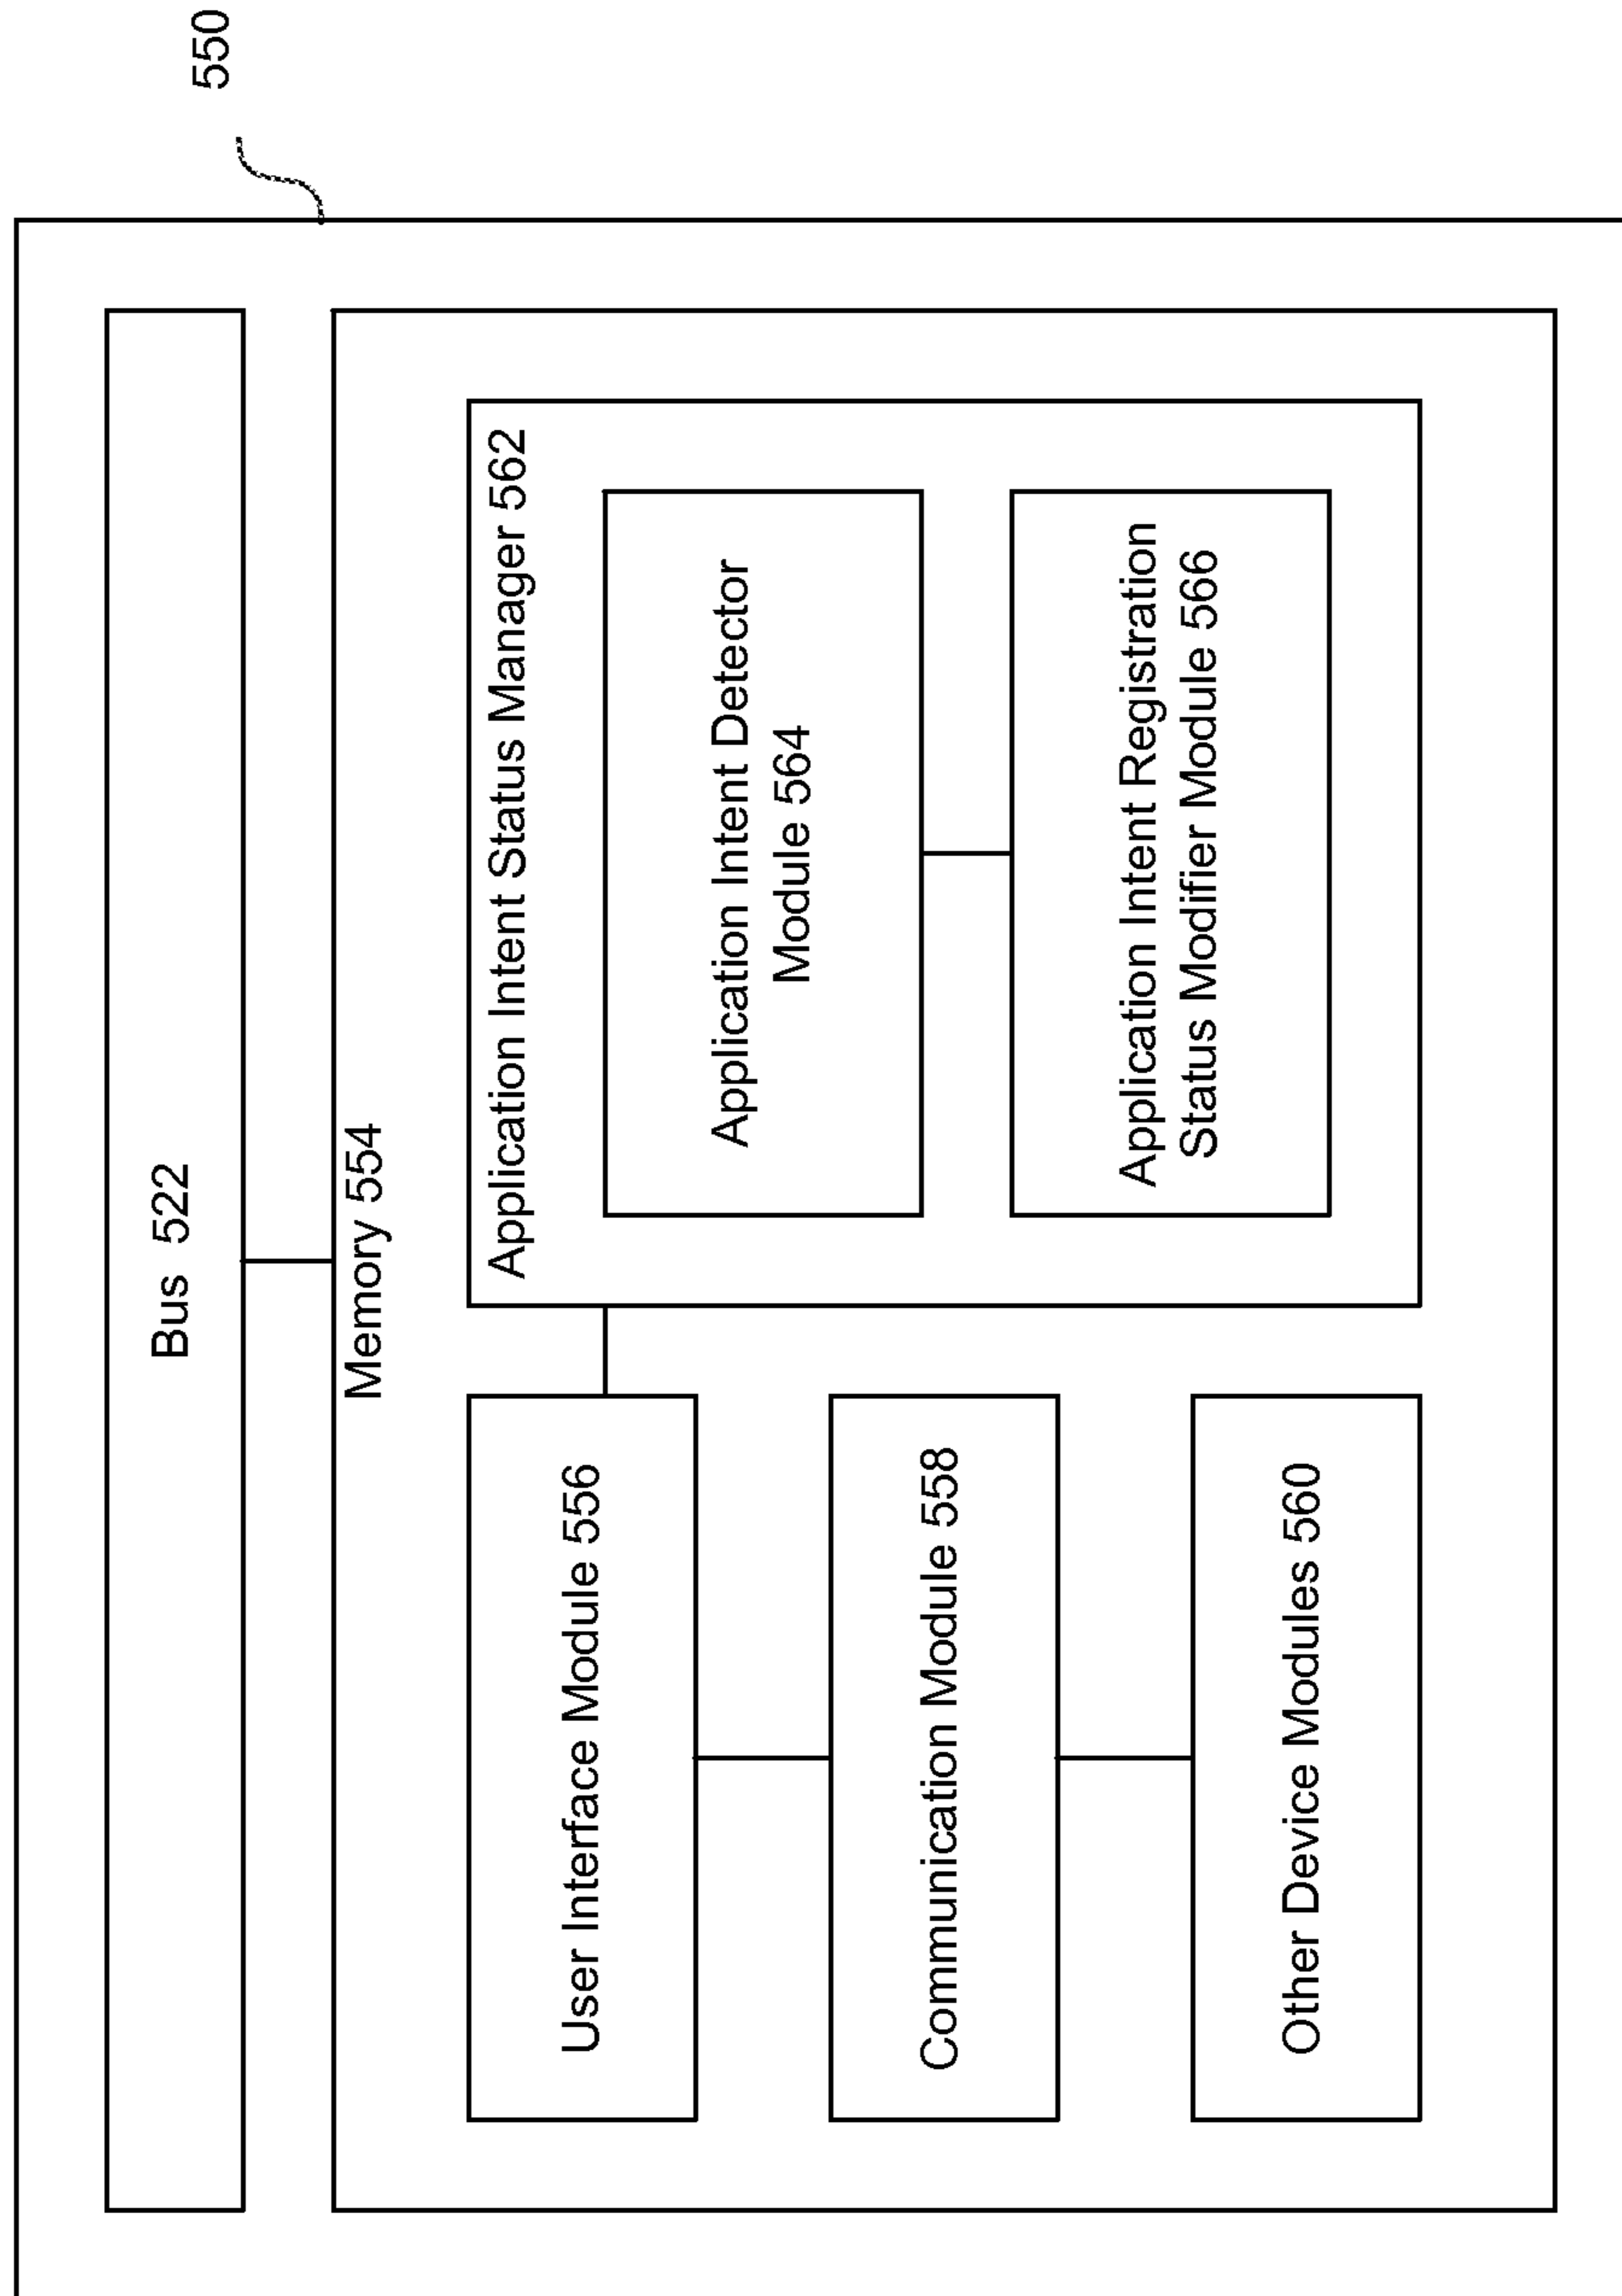 550
Bus 522
Memory 554
User Interface Module 556
Communication Module 558
Other Device Modules 560
Application Intent Status Manager 562
Application Intent Detector
Module 564
Application Intent Registration
Status Modifier Module 566